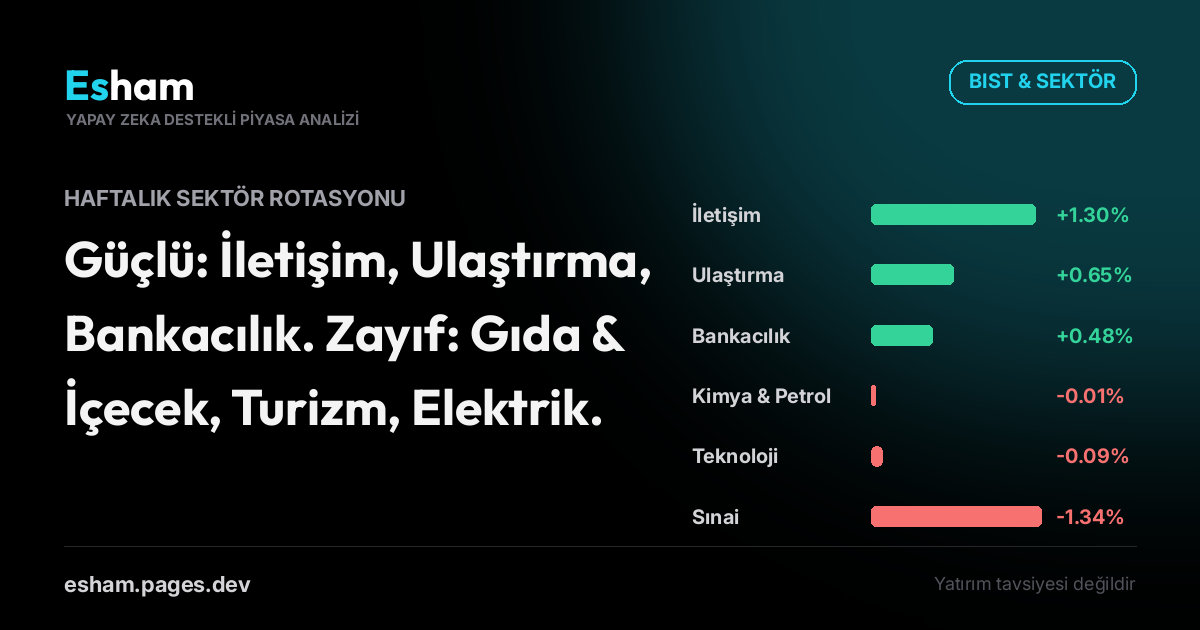 Esham
YAPAY ZEKA DESTEKLİ PİYASA ANALİZİ
BIST & SEKTÖR
HAFTALIK SEKTÖR ROTASYONU
Güçlü: İletişim, Ulaştırma,
Bankacılık. Zayıf: Gıda &
İçecek, Turizm, Elektrik.
İletişim +1.30%
Ulaştırma +0.65%
Bankacılık +0.48%
Kimya & Petrol -0.01%
Teknoloji -0.09%
Sınai -1.34%
esham.pages.dev
Yatırım tavsiyesi değildir